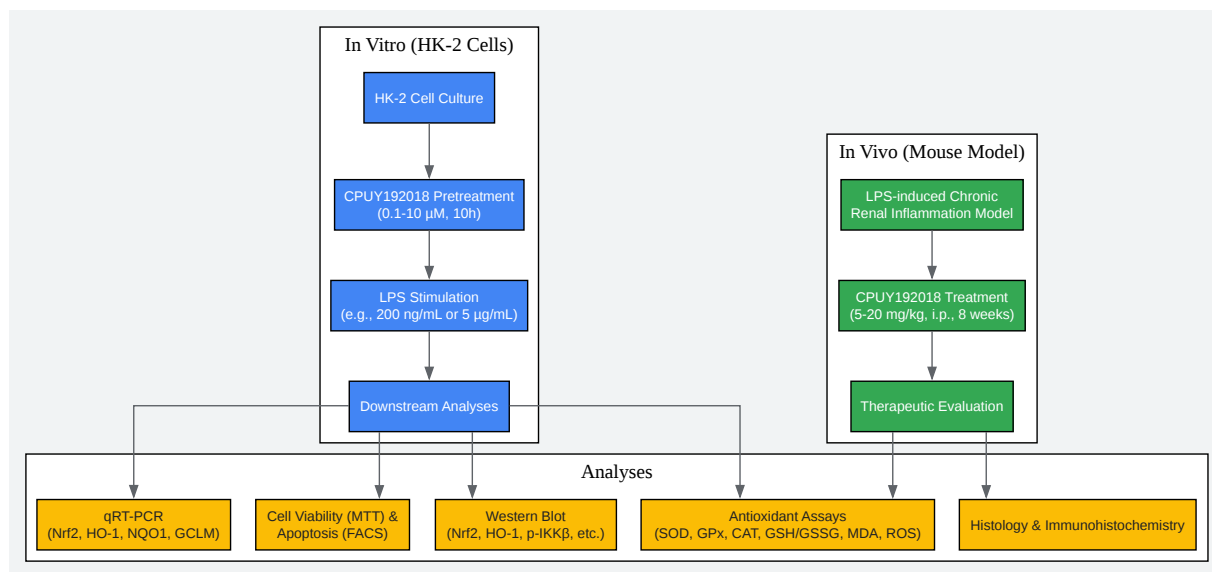 In Vitro (HK-2 Cells)
HK-2 Cell Culture
CPUY192018 Pretreatment
(0.1-10 µM, 10h)
LPS Stimulation
(e.g., 200 ng/mL or 5 µg/mL)
Downstream Analyses
In Vivo (Mouse Model)
LPS-induced Chronic
Renal Inflammation Model
CPUY192018 Treatment
(5-20 mg/kg, i.p., 8 weeks)
Therapeutic Evaluation
Analyses
qRT-PCR
(Nrf2, HO-1, NQO1, GCLM)
Cell Viability (MTT) &
Apoptosis (FACS)
Western Blot
(Nrf2, HO-1, p-IKKβ, etc.)
Antioxidant Assays
(SOD, GPx, CAT, GSH/GSSG, MDA, ROS)
Histology & Immunohistochemistry